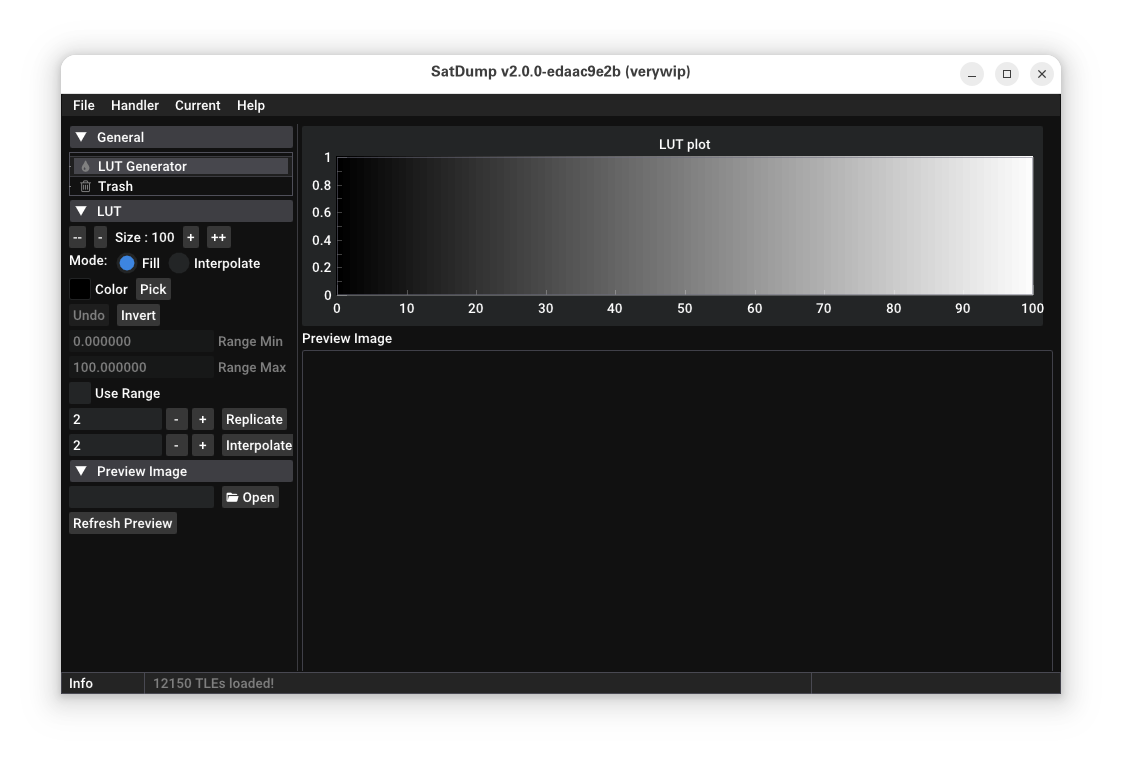 SatDump v2.0.0-edaac9e2b (verywip)
File Handler Current Help
General
LUT Generator
Trash
LUT
-- - Size : 100 + ++
Mode: Fill Interpolate
Color Pick
Undo Invert
0.000000 Range Min
100.000000 Range Max
Use Range
2 - + Replicate
2 - + Interpolate
Preview Image
Open
Refresh Preview
LUT plot
1
0.8
0.6
0.4
0.2
0
0 10 20 30 40 50 60 70 80 90 100
Preview Image
Info 12150 TLEs loaded!